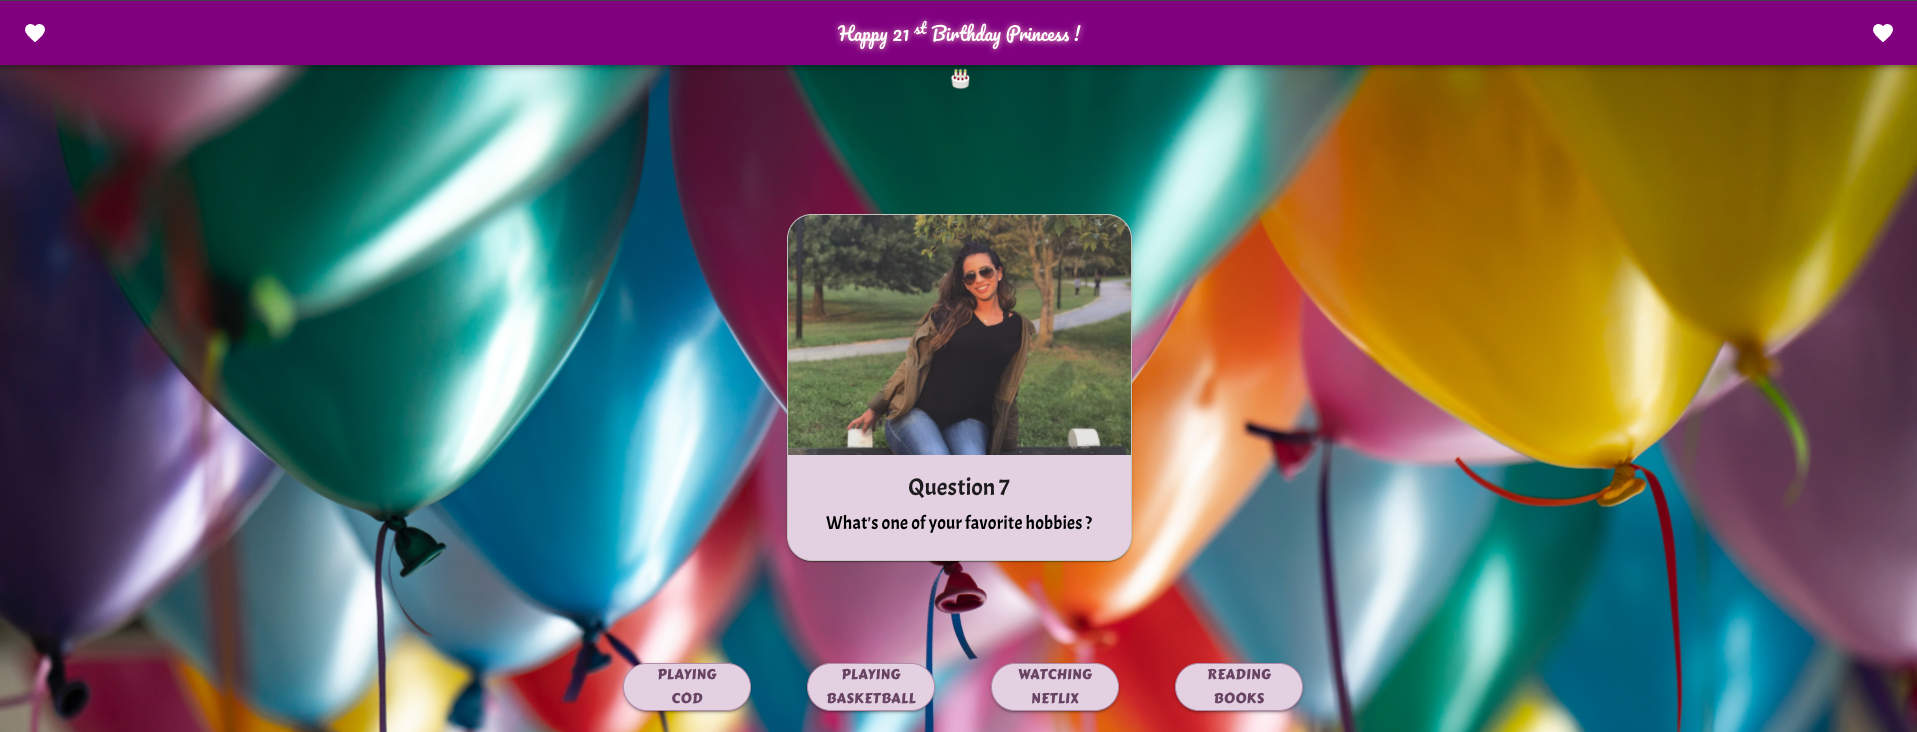 Happy 21 st Birthday Princess !
Question 7
What's one of your favorite hobbies ?
PLAYING
COD
PLAYING
BASKETBALL
WATCHING
NETLIX
READING
BOOKS